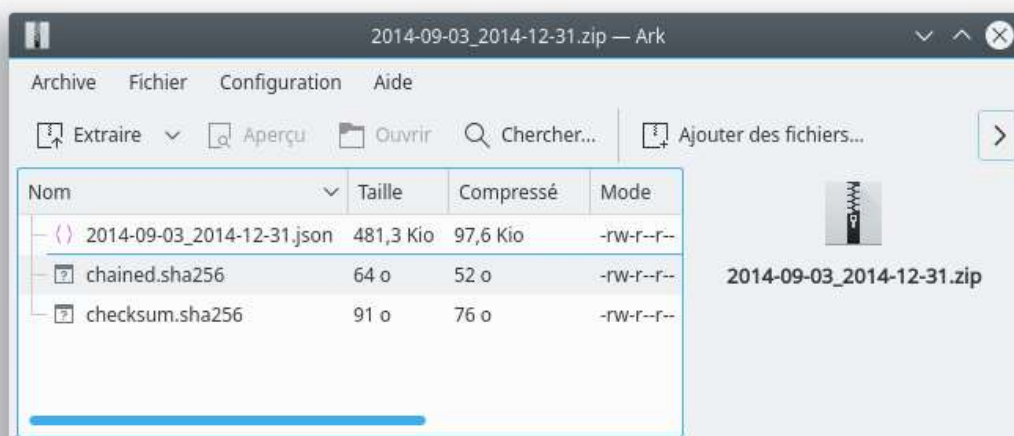 2014-09-03_2014-12-31.zip — Ark
Archive Fichier Configuration Aide
Extraire Aperçu Ouvrir Chercher... Ajouter des fichiers...
Nom Taille Compressé Mode
2014-09-03_2014-12-31.json 481,3 Kio 97,6 Kio -rw-r--r--
chained.sha256 64 o 52 o -rw-r--r--
checksum.sha256 91 o 76 o -rw-r--r--
2014-09-03_2014-12-31.zip